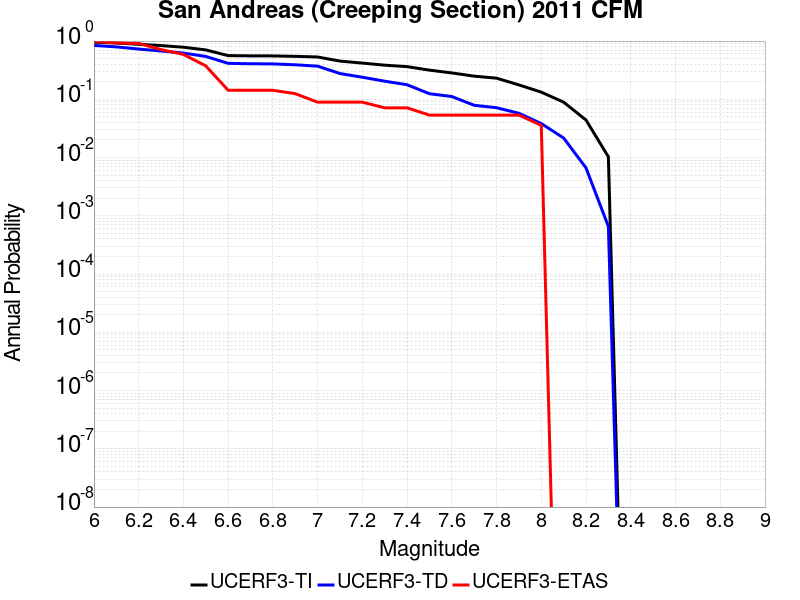 San Andreas (Creeping Section) 2011 CFM
Annual Probability
10^0
10^-1
10^-2
10^-3
10^-4
10^-5
10^-6
10^-7
10^-8
6 6.2 6.4 6.6 6.8 7 7.2 7.4 7.6 7.8 8 8.2 8.4 8.6 8.8 9
Magnitude
UCERF3-TI UCERF3-TD UCERF3-ETAS